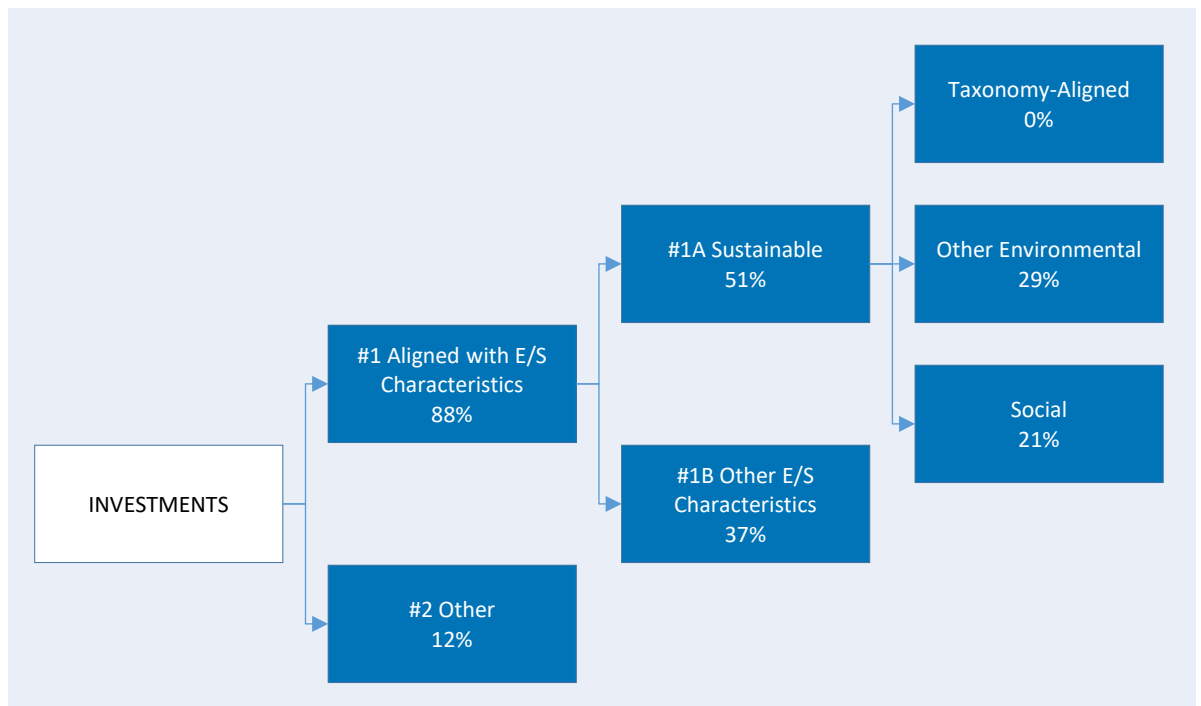 INVESTMENTS
#1 Aligned with E/S
Characteristics
88%
#2 Other
12%
#1A Sustainable
51%
#1B Other E/S
Characteristics
37%
Taxonomy-Aligned
0%
Other Environmental
29%
Social
21%